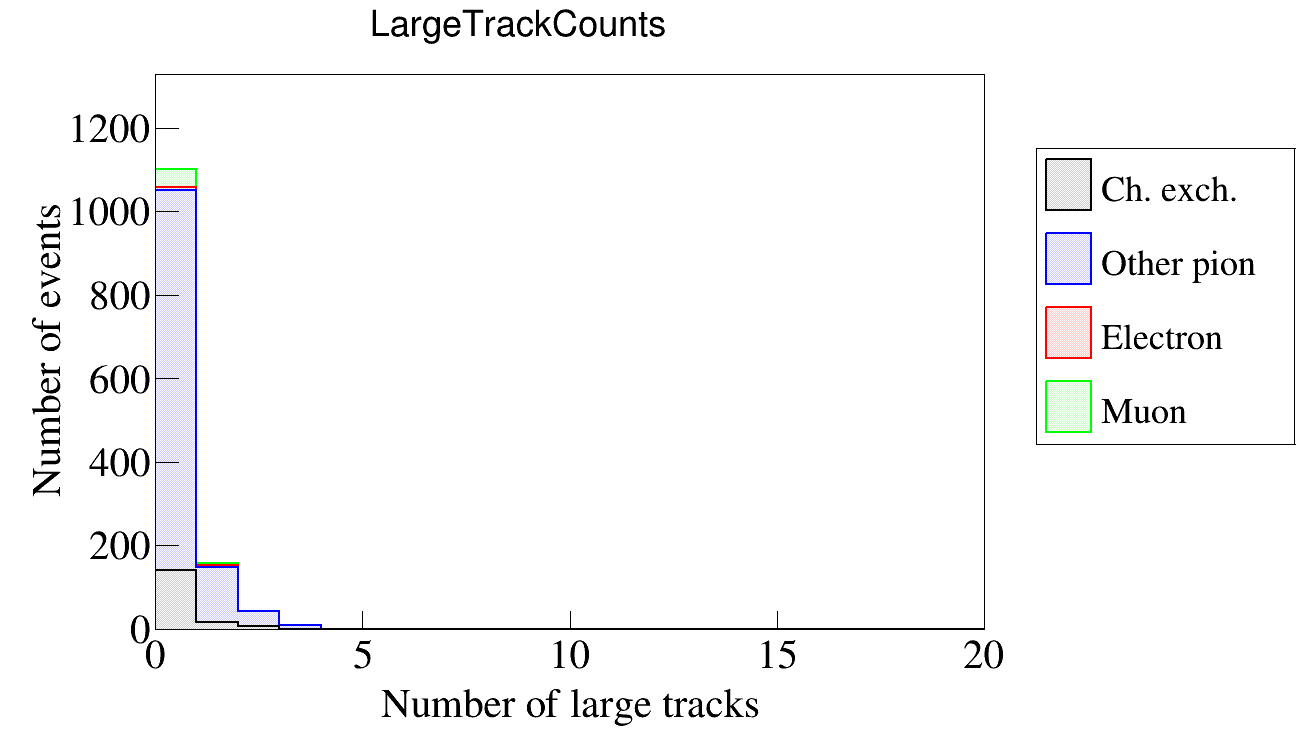 LargeTrackCounts
Number of events
1200
1000
800
600
400
200
0
0 5 10 15 20
Number of large tracks
Ch. exch.
Other pion
Electron
Muon